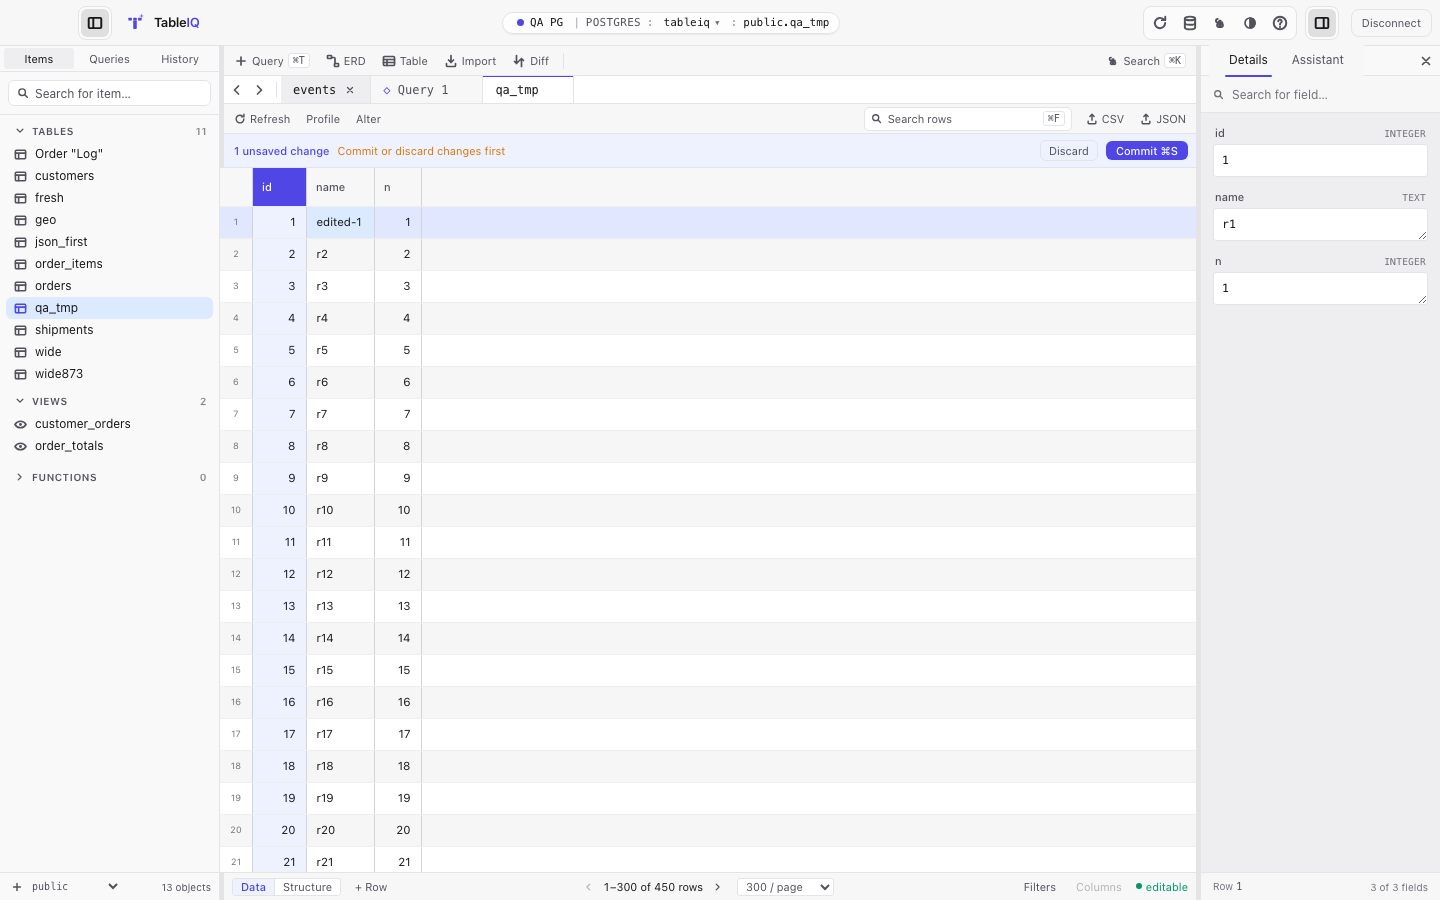 TableIQ
QA PG | POSTGRES : tableiq ▾ : public.qa_tmp
Disconnect
Items Queries History
Search for item...
TABLES 11
Order "Log"
customers
fresh
geo
json_first
order_items
orders
qa_tmp
shipments
wide
wide873
VIEWS 2
customer_orders
order_totals
FUNCTIONS 0
+ public 13 objects
+ Query ⌘T ERD Table Import Diff Search ⌘K
events × ◇ Query 1 qa_tmp
Refresh Profile Alter Search rows ⌘F CSV JSON
1 unsaved change Commit or discard changes first Discard Commit ⌘S
id name n
1 1 edited-1 1
2 2 r2 2
3 3 r3 3
4 4 r4 4
5 5 r5 5
6 6 r6 6
7 7 r7 7
8 8 r8 8
9 9 r9 9
10 10 r10 10
11 11 r11 11
12 12 r12 12
13 13 r13 13
14 14 r14 14
15 15 r15 15
16 16 r16 16
17 17 r17 17
18 18 r18 18
19 19 r19 19
20 20 r20 20
21 21 r21 21
Data Structure + Row 1–300 of 450 rows 300 / page Filters Columns editable
Details Assistant
Search for field...
id INTEGER
1
name TEXT
r1
n INTEGER
1
Row 1 3 of 3 fields